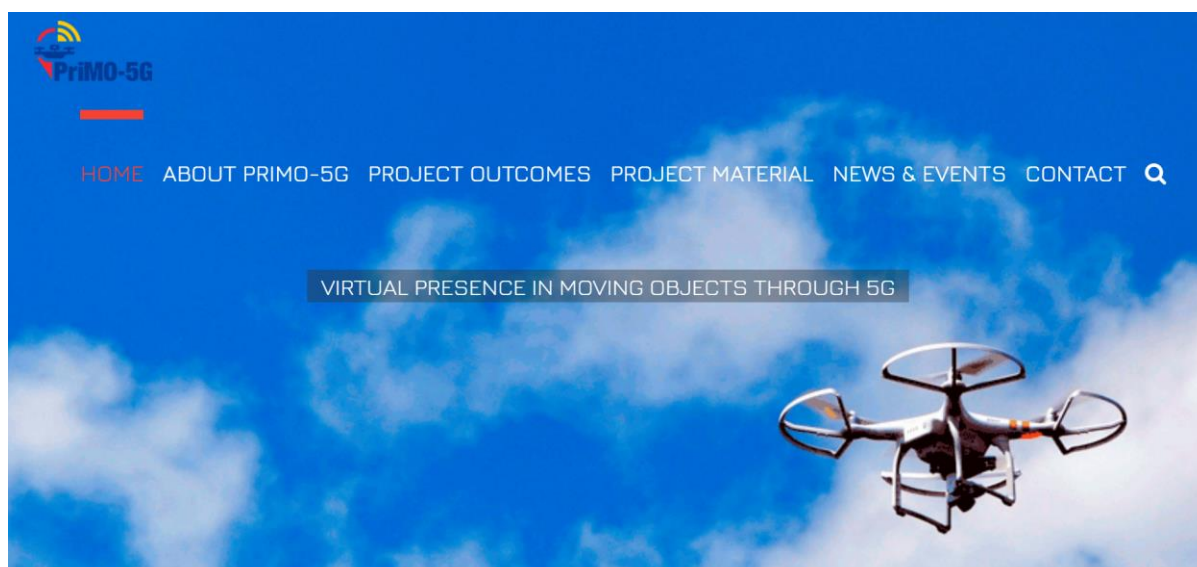 PriMO-5G
HOME ABOUT PRIMO-5G PROJECT OUTCOMES PROJECT MATERIAL NEWS & EVENTS CONTACT
VIRTUAL PRESENCE IN MOVING OBJECTS THROUGH 5G